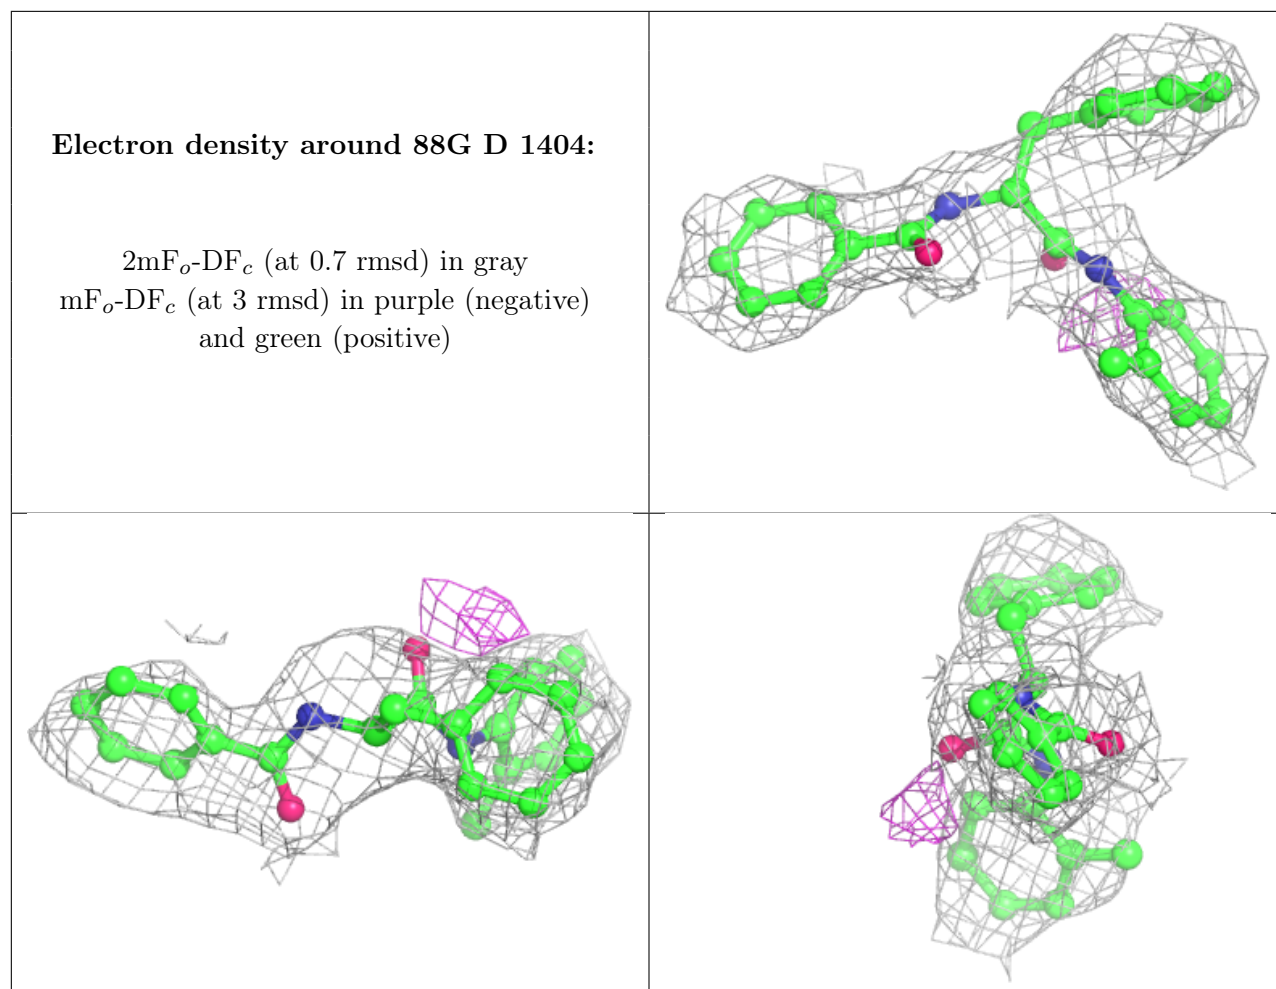 Electron density around 88G D 1404:
2mFo-DFc (at 0.7 rmsd) in gray
mFo-DFc (at 3 rmsd) in purple (negative)
and green (positive)